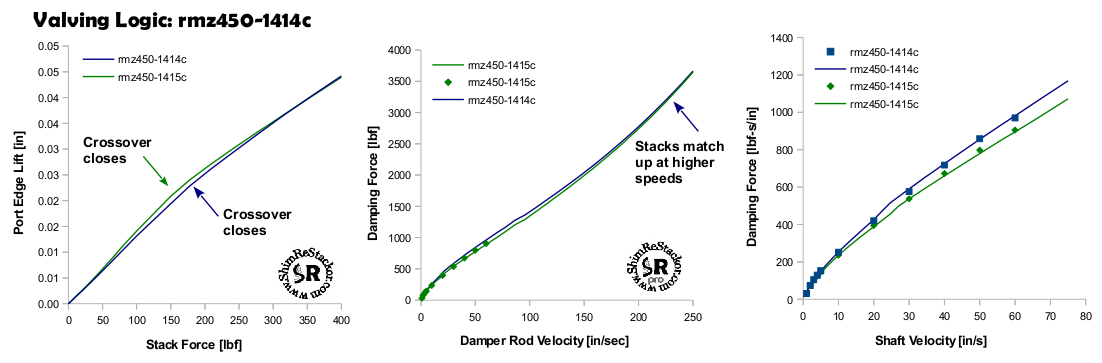 Valving Logic: rmz450-1414c
0.05
0.05
0.04
0.04
0.03
0.03
0.02
0.02
0.01
0.01
0.00
0 50 100 150 200 250 300 350 400
Port Edge Lift [in]
Stack Force [lbf]
rmz450-1414c
rmz450-1415c
Crossover
closes
Crossover
closes
www.ShimReStackor.com
SR
4000
3500
3000
2500
2000
1500
1000
500
0
0 50 100 150 200 250
Damping Force [lbf]
Damper Rod Velocity [in/sec]
rmz450-1415c
rmz450-1415c
rmz450-1414c
Stacks match
up at higher
speeds
www.ShimReStackor.com
SR
pro
1400
1200
1000
800
600
400
200
0
0 10 20 30 40 50 60 70 80
Damping Force [lbf-s/in]
Shaft Velocity [in/s]
rmz450-1414c
rmz450-1414c
rmz450-1415c
rmz450-1415c